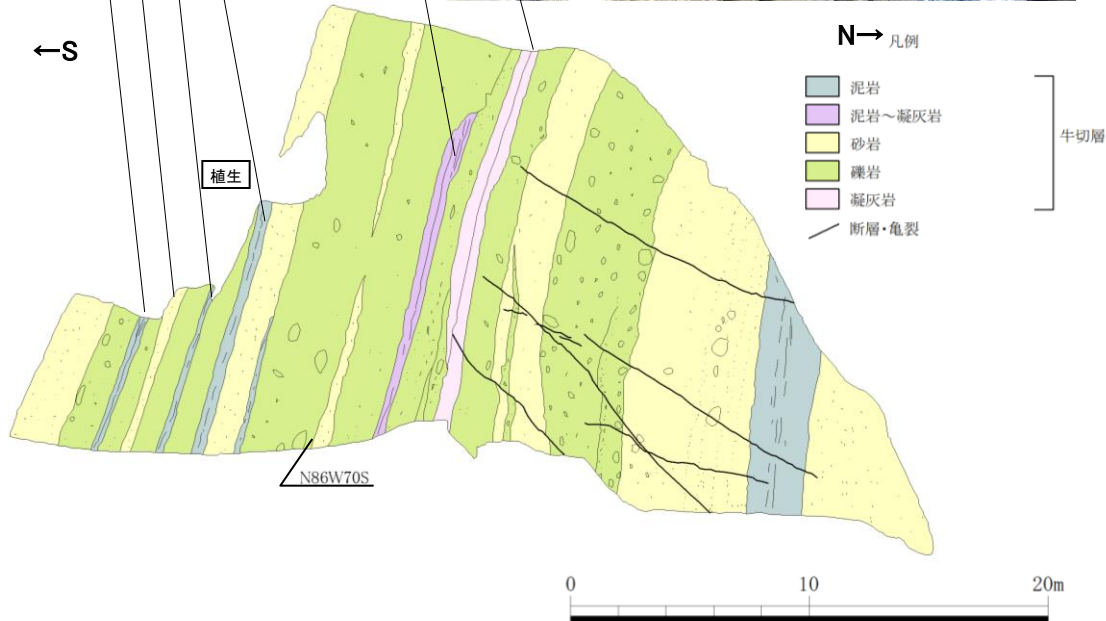 ←S
N→
凡例
泥岩
泥岩～凝灰岩
砂岩
礫岩
凝灰岩
牛切層
断層・亀裂
植生
N86W70S
0 10 20m